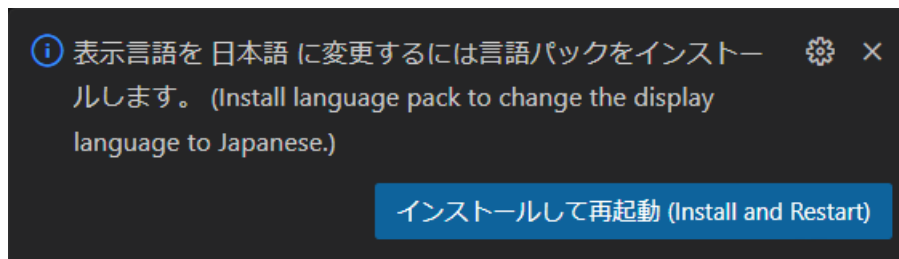 表示言語を 日本語 に変更するには言語パックをインストー
ルします。 (Install language pack to change the display
language to Japanese.)
インストールして再起動 (Install and Restart)